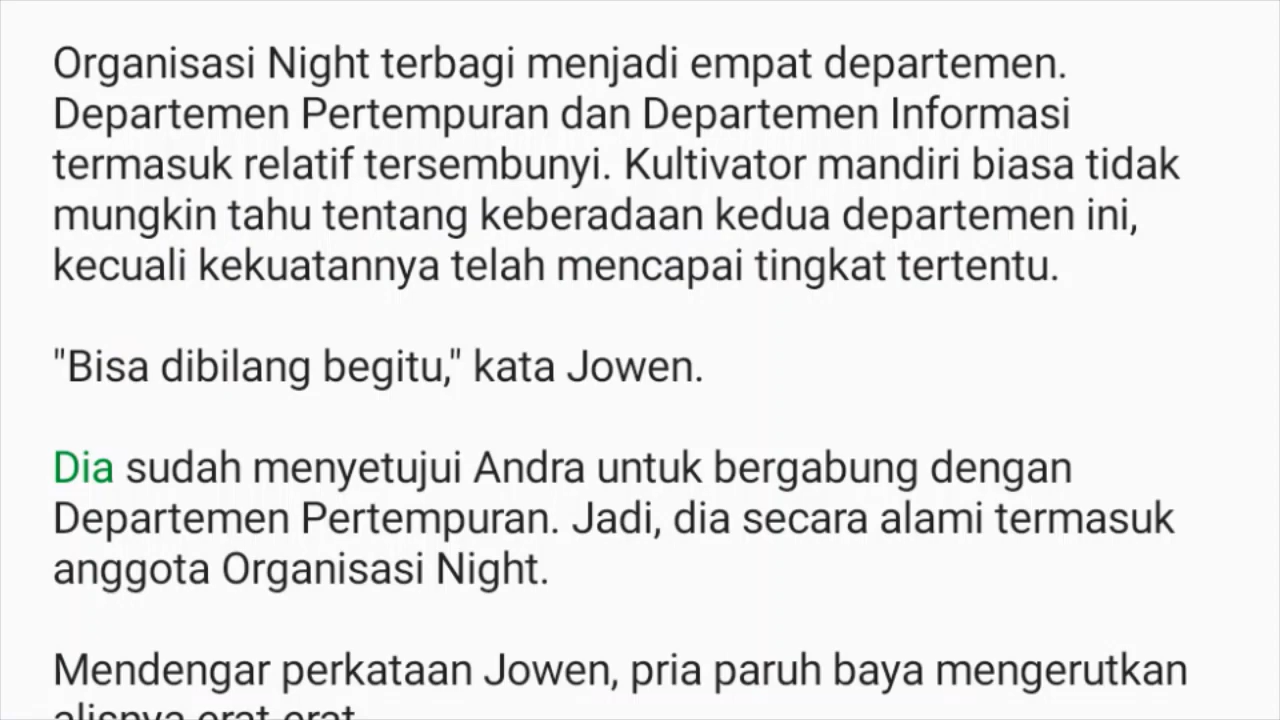 Organisasi Night terbagi menjadi empat departemen.
Departemen Pertempuran dan Departemen Informasi
termasuk relatif tersembunyi. Kultivator mandiri biasa tidak
mungkin tahu tentang keberadaan kedua departemen ini,
kecuali kekuatannya telah mencapai tingkat tertentu.
"Bisa dibilang begitu," kata Jowen.
Dia sudah menyetujui Andra untuk bergabung dengan
Departemen Pertempuran. Jadi, dia secara alami termasuk
anggota Organisasi Night.
Mendengar perkataan Jowen, pria paruh baya mengerutkan
alisnya erat-erat.